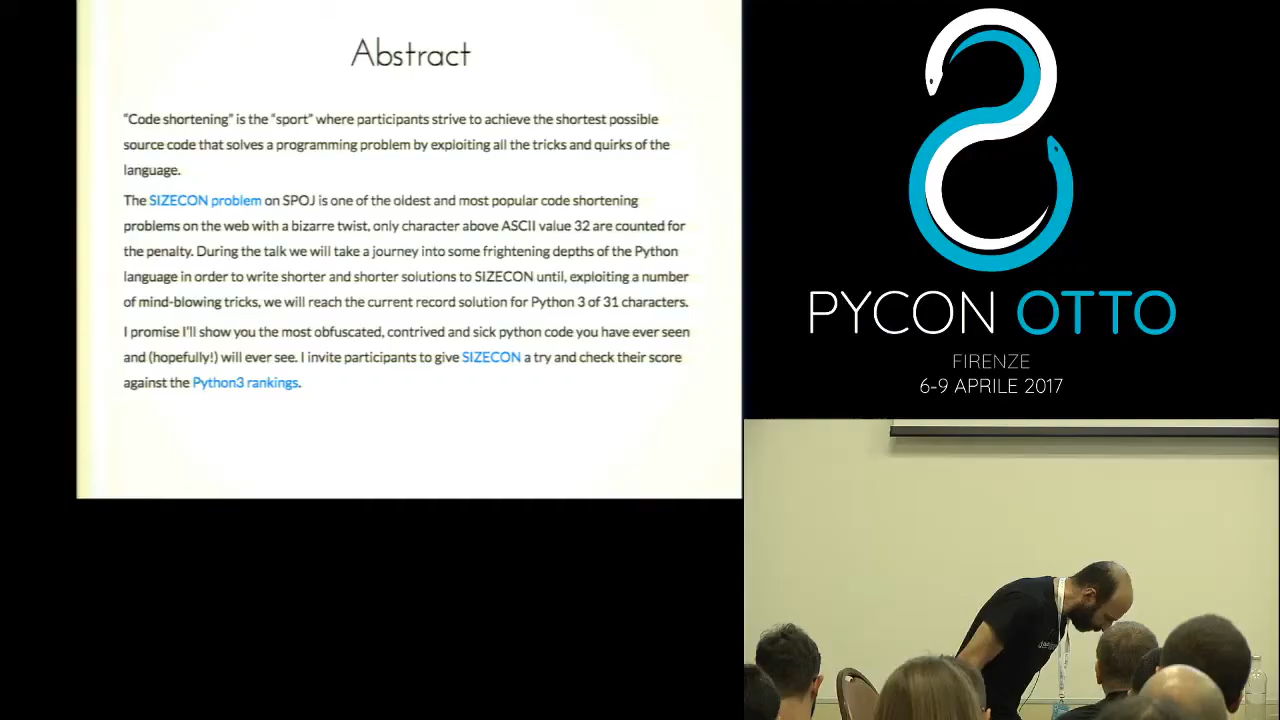 Abstract
“Code shortening” is the “sport” where participants strive to achieve the shortest possible
source code that solves a programming problem by exploiting all the tricks and quirks of the
language.
The SIZECON problem on SPOJ is one of the oldest and most popular code shortening
problems on the web with a bizarre twist, only character above ASCII value 32 are counted for
the penalty. During the talk we will take a journey into some frightening depths of the Python
language in order to write shorter and shorter solutions to SIZECON until, exploiting a number
of mind-blowing tricks, we will reach the current record solution for Python 3 of 31 characters.
I promise I'll show you the most obfuscated, contrived and sick python code you have ever seen
and (hopefully!) will ever see. I invite participants to give SIZECON a try and check their score
against the Python3 rankings.
PYCON OTTO
FIRENZE
6-9 APRILE 2017